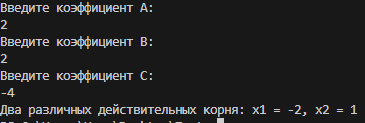 Введите коэффициент A:
2
Введите коэффициент B:
2
Введите коэффициент C:
-4
Два различных действительных корня: x1 = -2, x2 = 1